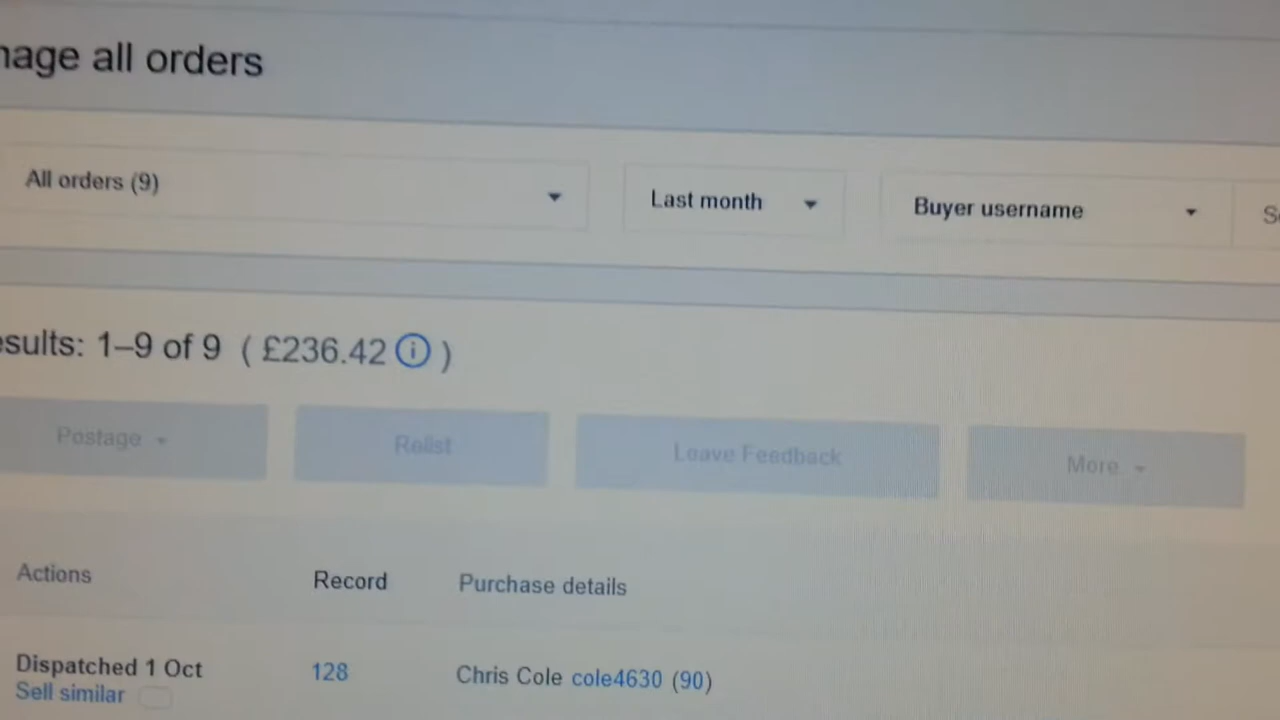 nage all orders
All orders (9)
Last month
Buyer username
esults: 1–9 of 9 ( £236.42 i )
Postage
Relist
Leave Feedback
More
Actions
Record
Purchase details
Dispatched 1 Oct
128
Chris Cole cole4630 (90)
Sell similar